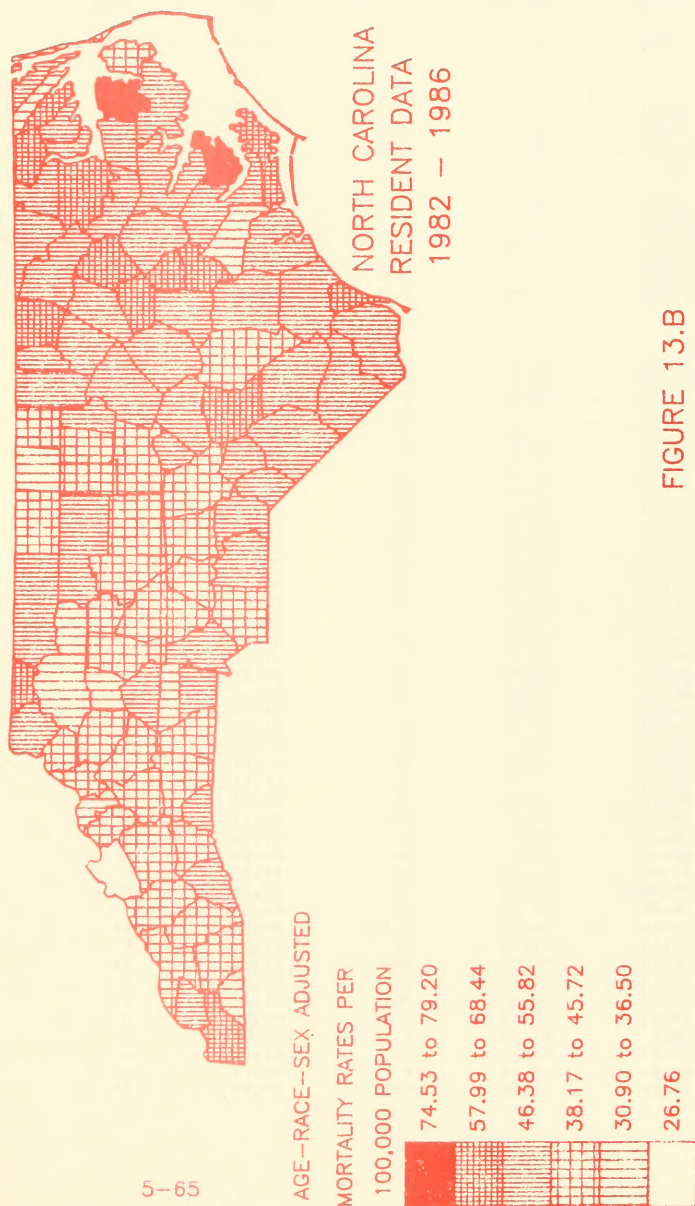 NORTH CAROLINA
RESIDENT DATA
1982 – 1986
AGE–RACE–SEX ADJUSTED
MORTALITY RATES PER
100,000 POPULATION
74.53 to 79.20
57.99 to 68.44
46.38 to 55.82
38.17 to 45.72
30.90 to 36.50
26.76
FIGURE 13.B
5-65